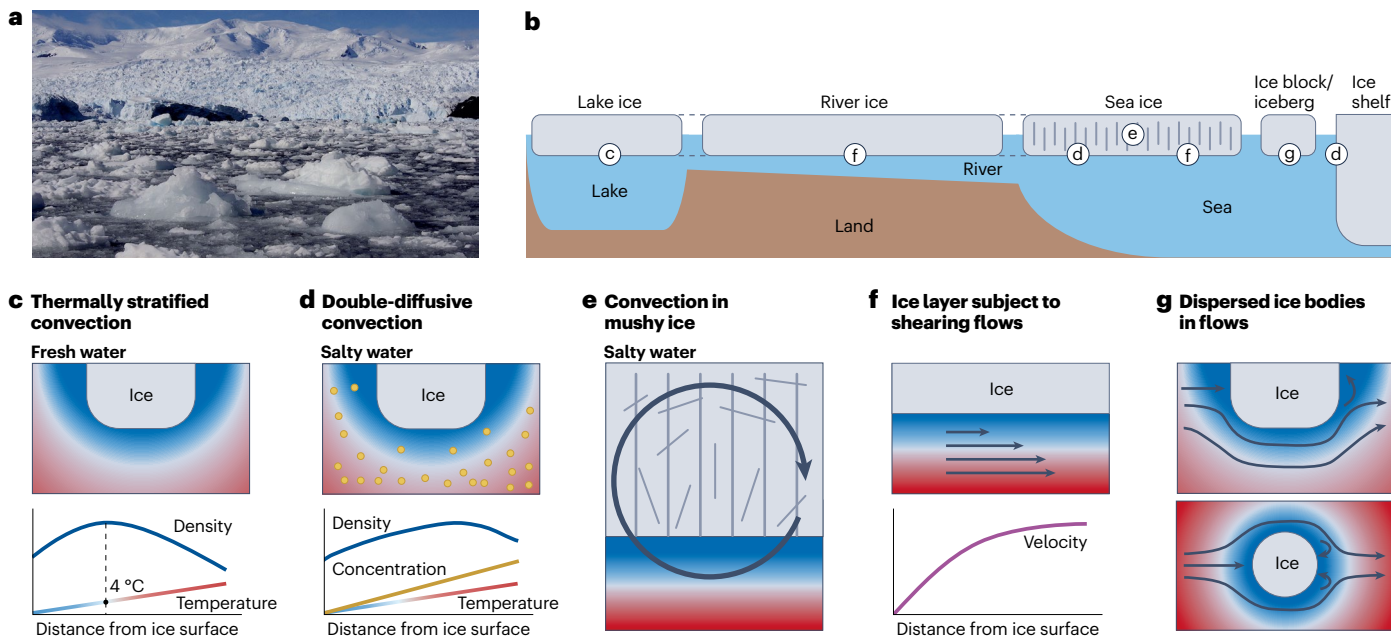 a
b
Lake ice
River ice
Sea ice
Ice block/
iceberg
Ice
shelf
c
f
d
e
f
g
d
Lake
River
Land
Sea
c Thermally stratified
convection
Fresh water
Ice
Density
4 °C
Temperature
Distance from ice surface
d Double-diffusive
convection
Salty water
Ice
Density
Concentration
Temperature
Distance from ice surface
e Convection in
mushy ice
Salty water
f Ice layer subject to
shearing flows
Ice
Velocity
Distance from ice surface
g Dispersed ice bodies
in flows
Ice
Ice